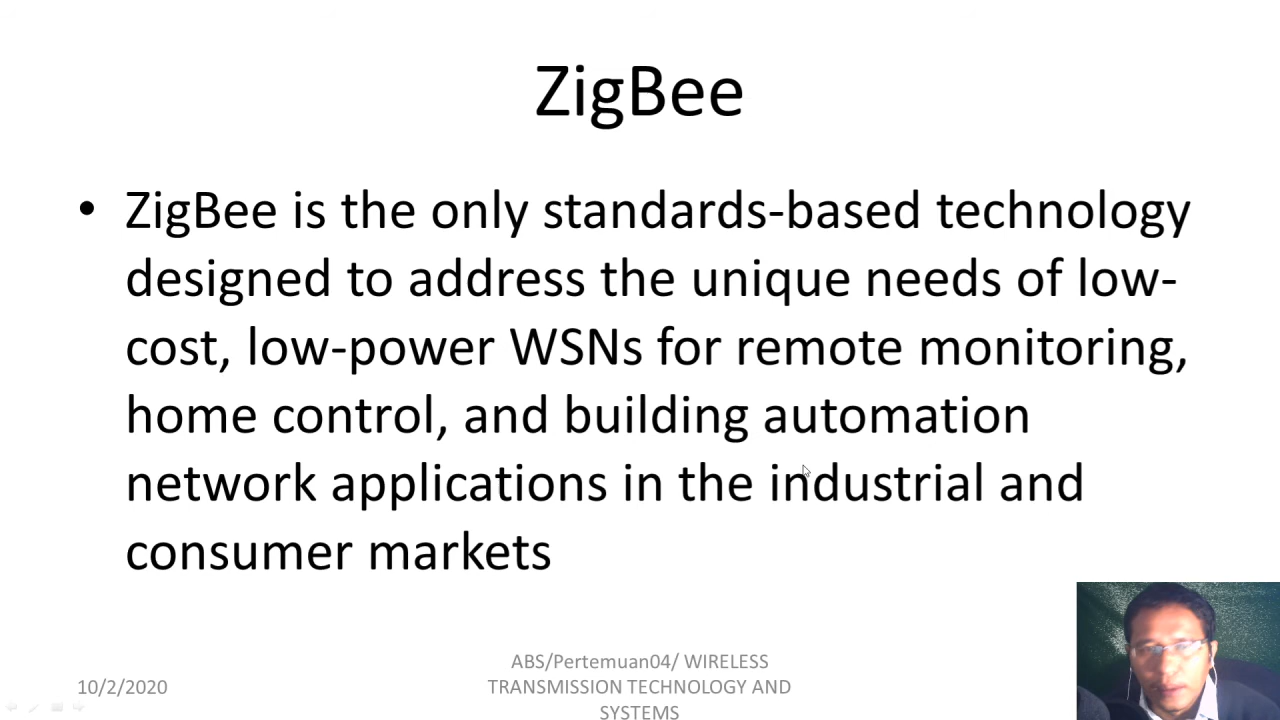 ZigBee
• ZigBee is the only standards-based technology
designed to address the unique needs of low-
cost, low-power WSNs for remote monitoring,
home control, and building automation
network applications in the industrial and
consumer markets
10/2/2020
ABS/Pertemuan04/ WIRELESS
TRANSMISSION TECHNOLOGY AND
SYSTEMS